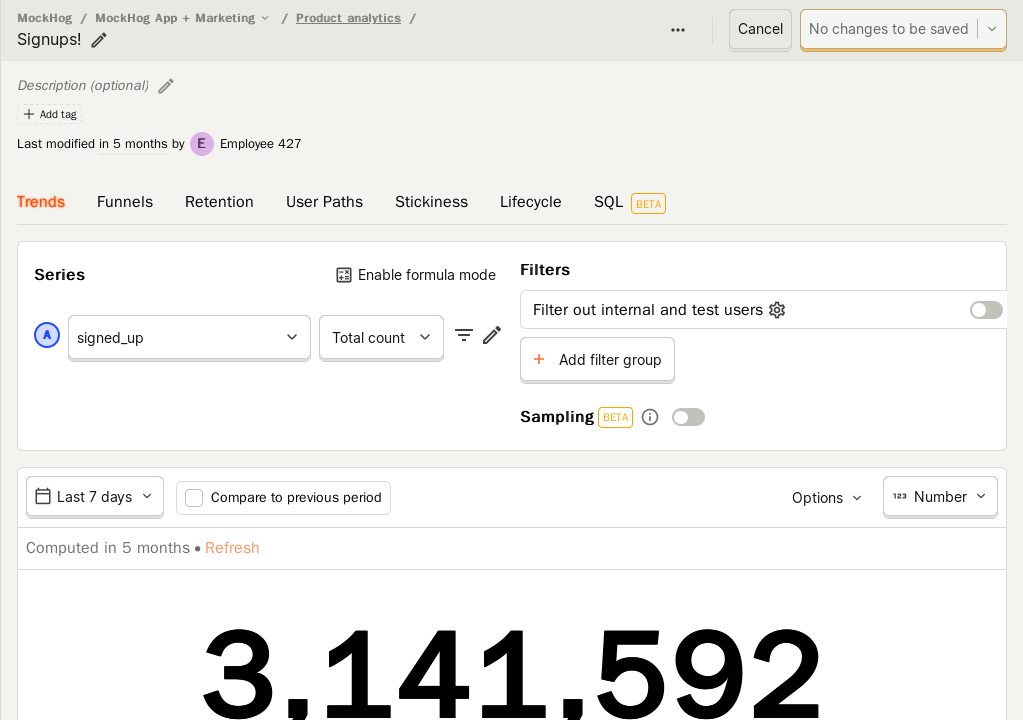 MockHog / MockHog App + Marketing / Product analytics /
Signups!
Cancel
No changes to be saved
Description (optional)
Add tag
Last modified in 5 months by E Employee 427
Trends Funnels Retention User Paths Stickiness Lifecycle SQL BETA
Series
Enable formula mode
A signed_up Total count
Filters
Filter out internal and test users
+ Add filter group
Sampling BETA
Last 7 days Compare to previous period Options 123 Number
Computed in 5 months • Refresh
3,141,592